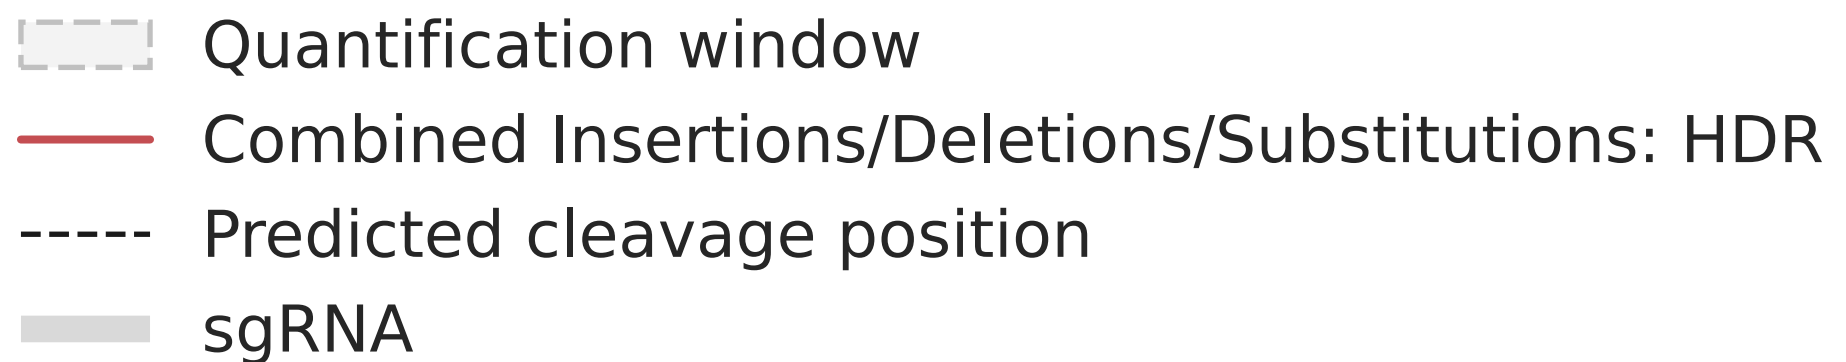 Quantification window
Combined Insertions/Deletions/Substitutions: HDR
Predicted cleavage position
sgRNA